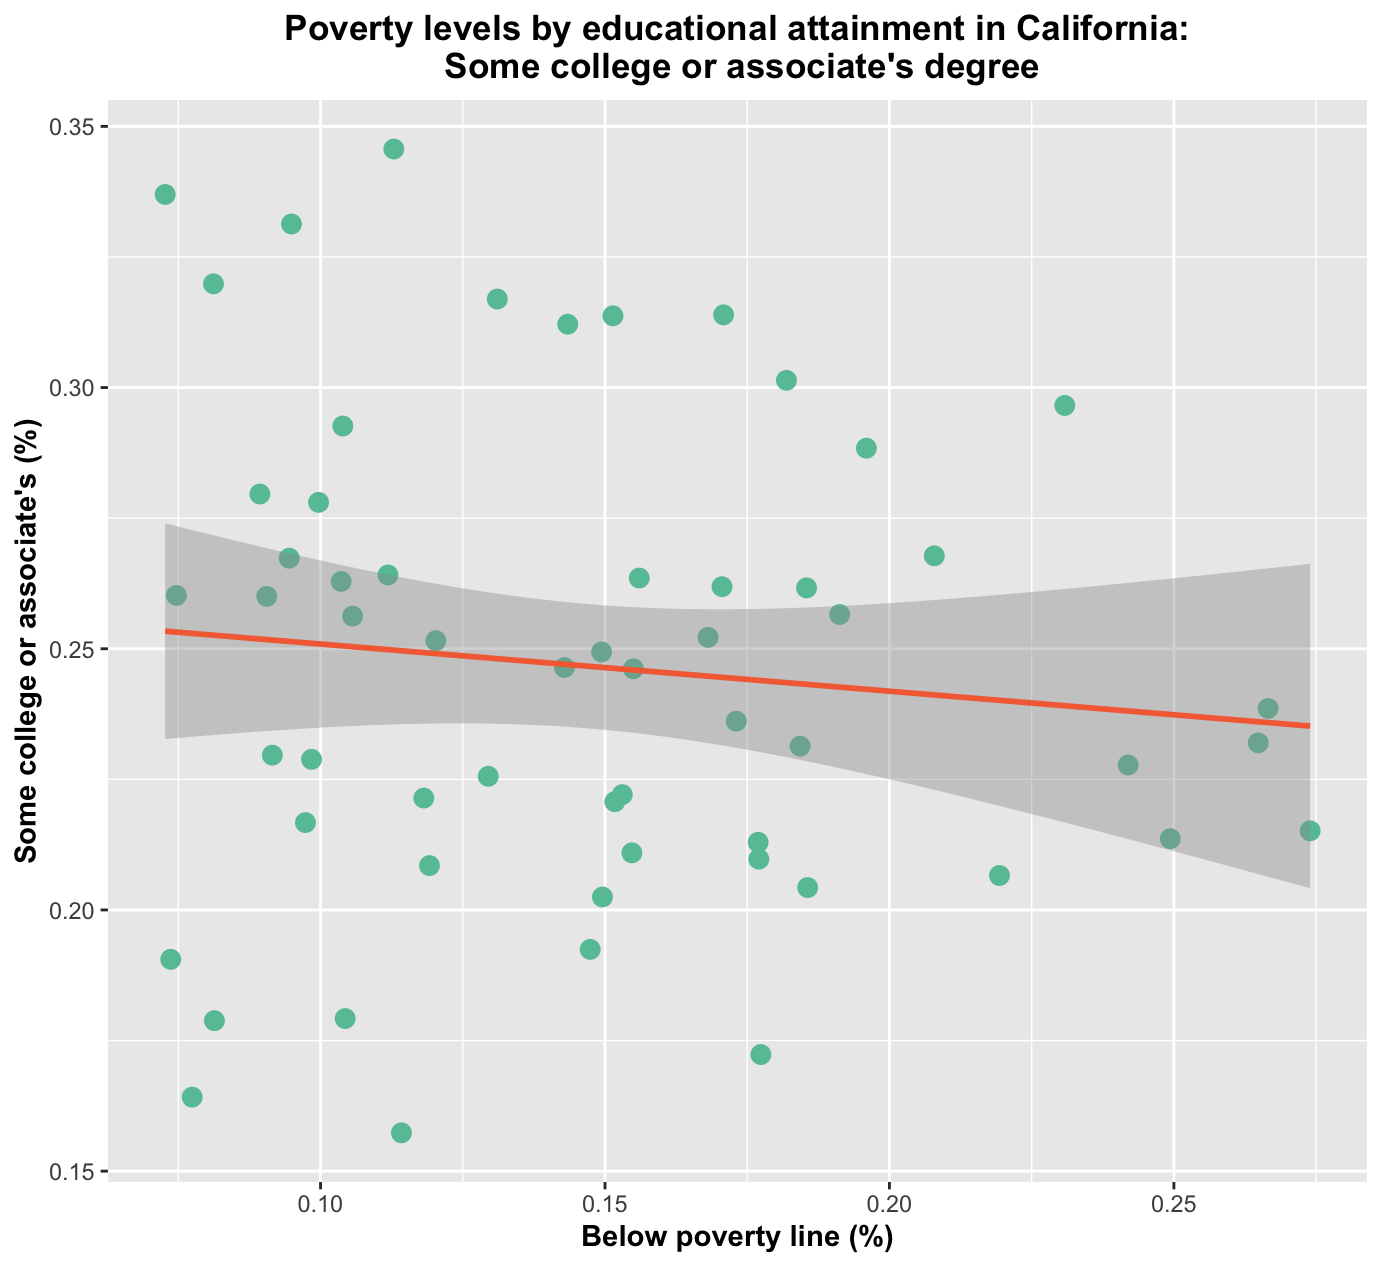 Poverty levels by educational attainment in California:
Some college or associate's degree
Some college or associate's (%)
0.35
0.30
0.25
0.20
0.15
0.10
0.15
0.20
0.25
Below poverty line (%)